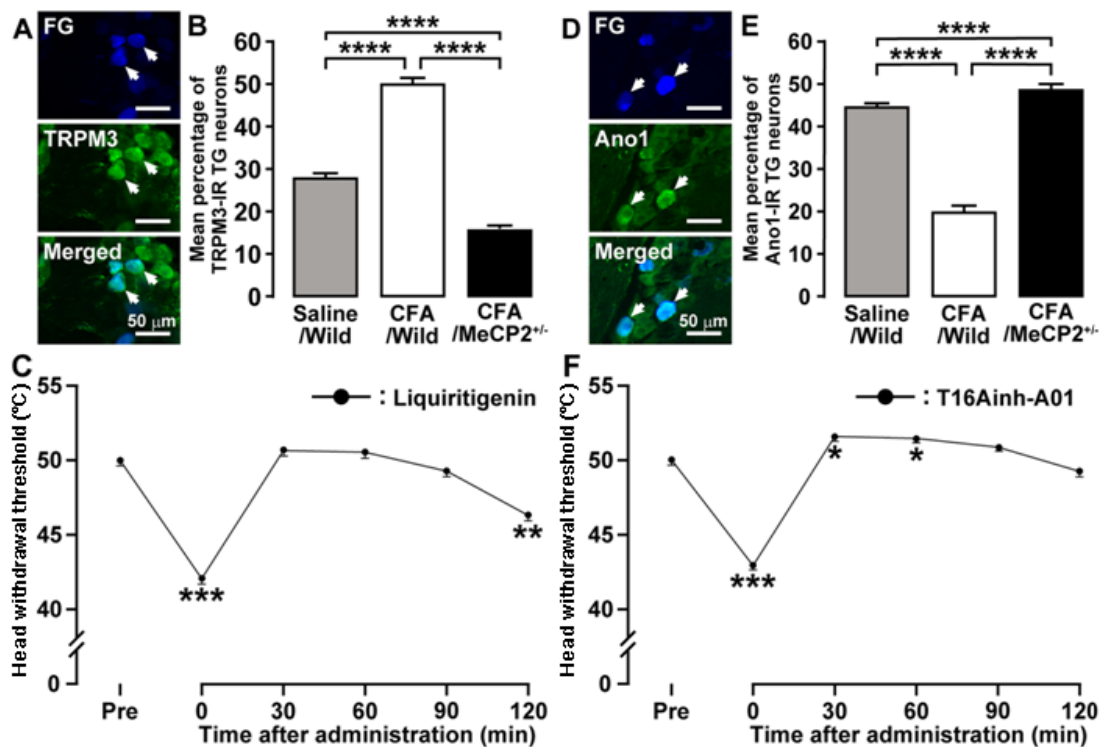 A
FG
TRPM3
Merged
50 μm
B
****
**** ****
Mean percentage of
TRPM3-IR TG neurons
60
50
40
30
20
10
0
Saline
/Wild
CFA
/Wild
CFA
/MeCP2+/-
D
FG
Ano1
Merged
50 μm
E
****
**** ****
Mean percentage of
Ano1-IR TG neurons
60
50
40
30
20
10
0
Saline
/Wild
CFA
/Wild
CFA
/MeCP2+/-
C
Head withdrawal threshold (ºC)
55
50
45
40
0
: Liquiritigenin
***
**
Pre 0 30 60 90 120
Time after administration (min)
F
Head withdrawal threshold (ºC)
55
50
45
40
0
: T16Ainh-A01
***
* *
Pre 0 30 60 90 120
Time after administration (min)